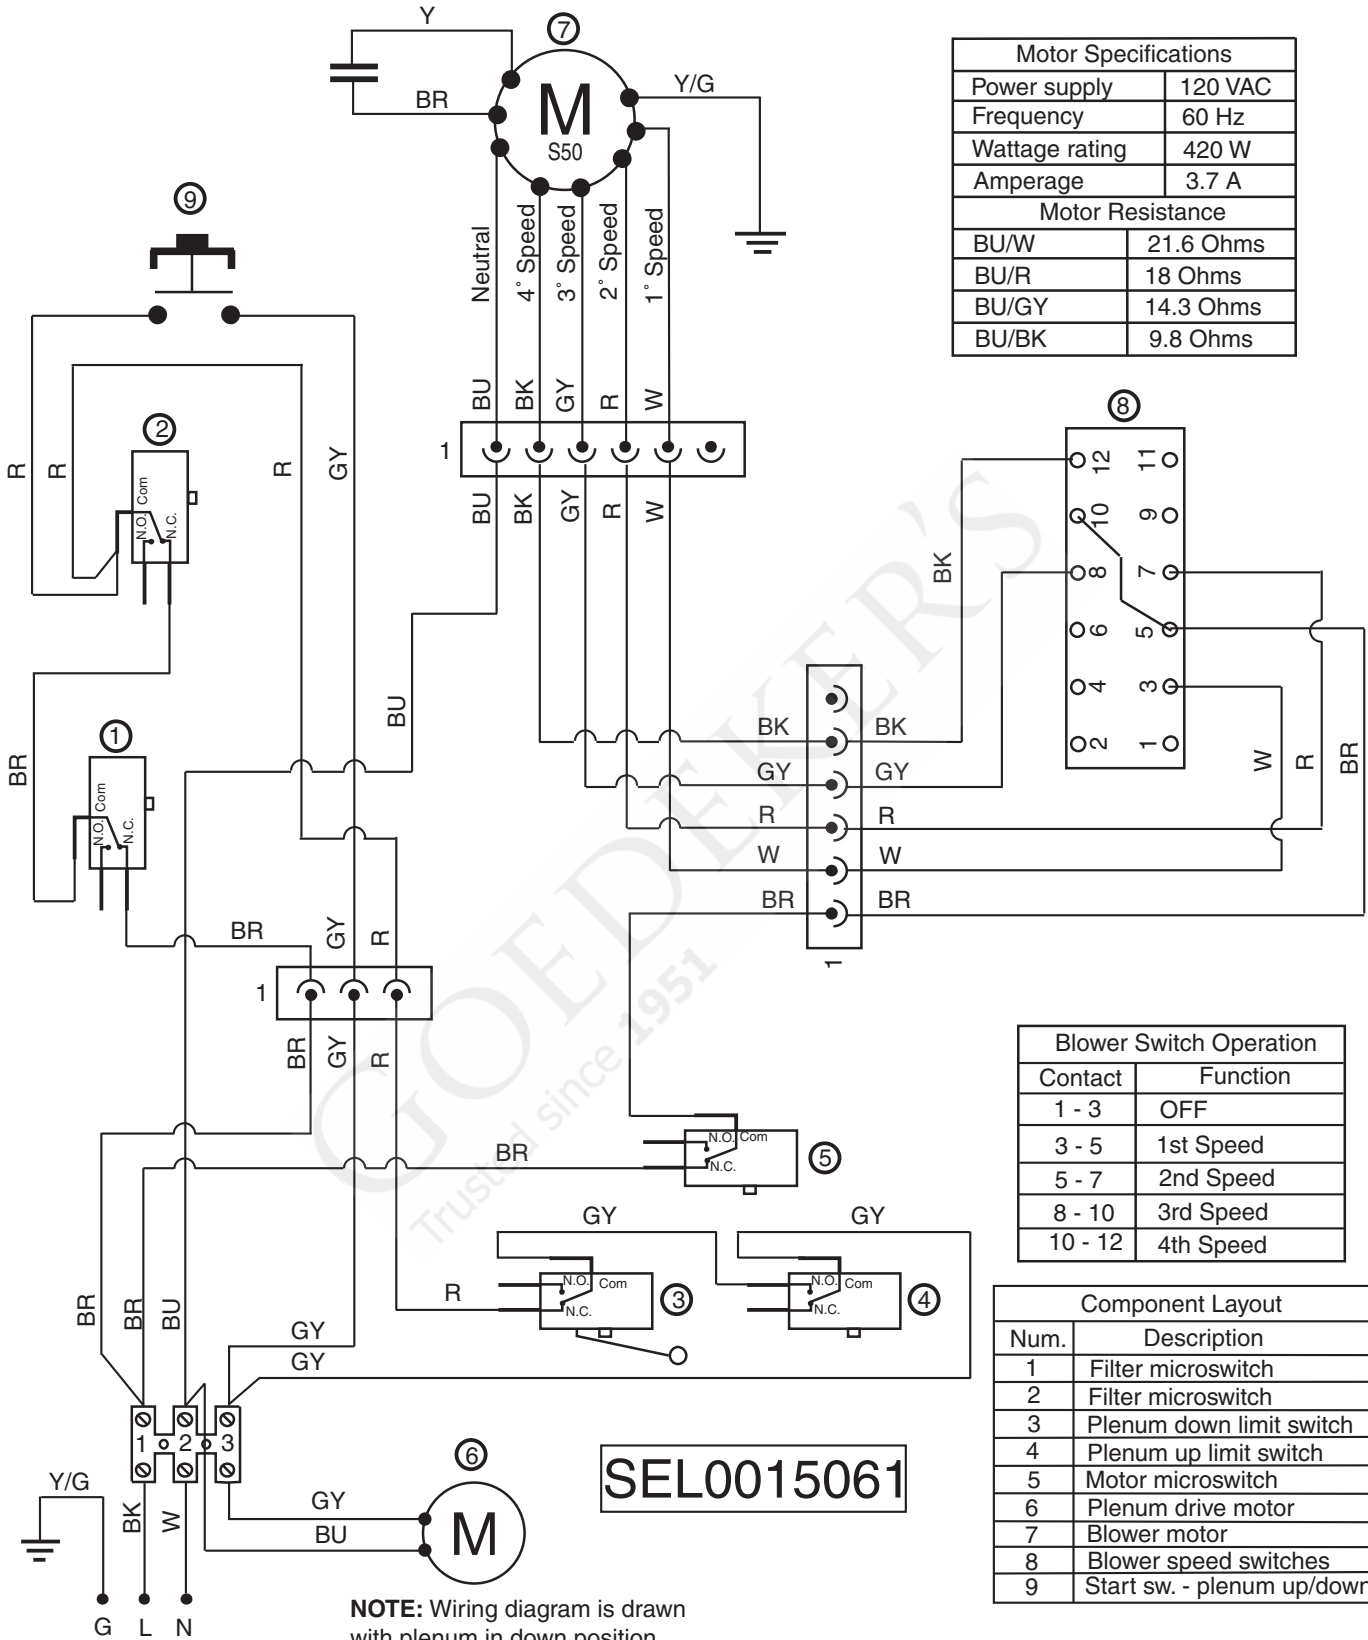 Y
7
BR
M
S50
Y/G
Motor Specifications
Power supply 120 VAC
Frequency 60 Hz
Wattage rating 420 W
Amperage 3.7 A
Motor Resistance
BU/W 21.6 Ohms
BU/R 18 Ohms
BU/GY 14.3 Ohms
BU/BK 9.8 Ohms
9
Neutral
4° Speed
3° Speed
2° Speed
1° Speed
BU BK GY R W
1
BU BK GY R W
R R R GY
2
N.O. Com N.C.
8
12 11
10 9
8 7
6 5
4 3
2 1
BK
W R BR
BU
BR
1
N.O. Com N.C.
BK BK
GY GY
R R
W W
BR BR
1
BR GY R
1
BR GY R
GOEDEKER'S
Trusted since 1951
BR
N.O. Com
N.C.
5
Blower Switch Operation
Contact Function
1 - 3 OFF
3 - 5 1st Speed
5 - 7 2nd Speed
8 - 10 3rd Speed
10 - 12 4th Speed
GY GY
R
N.O. Com
N.C.
3
N.O. Com
N.C.
4
BR BR BU
GY
GY
Component Layout
Num. Description
1 Filter microswitch
2 Filter microswitch
3 Plenum down limit switch
4 Plenum up limit switch
5 Motor microswitch
6 Plenum drive motor
7 Blower motor
8 Blower speed switches
9 Start sw. - plenum up/down
1 2 3
6
SEL0015061
Y/G
BK W
GY
BU
M
G L N
NOTE: Wiring diagram is drawn
with plenum in down position